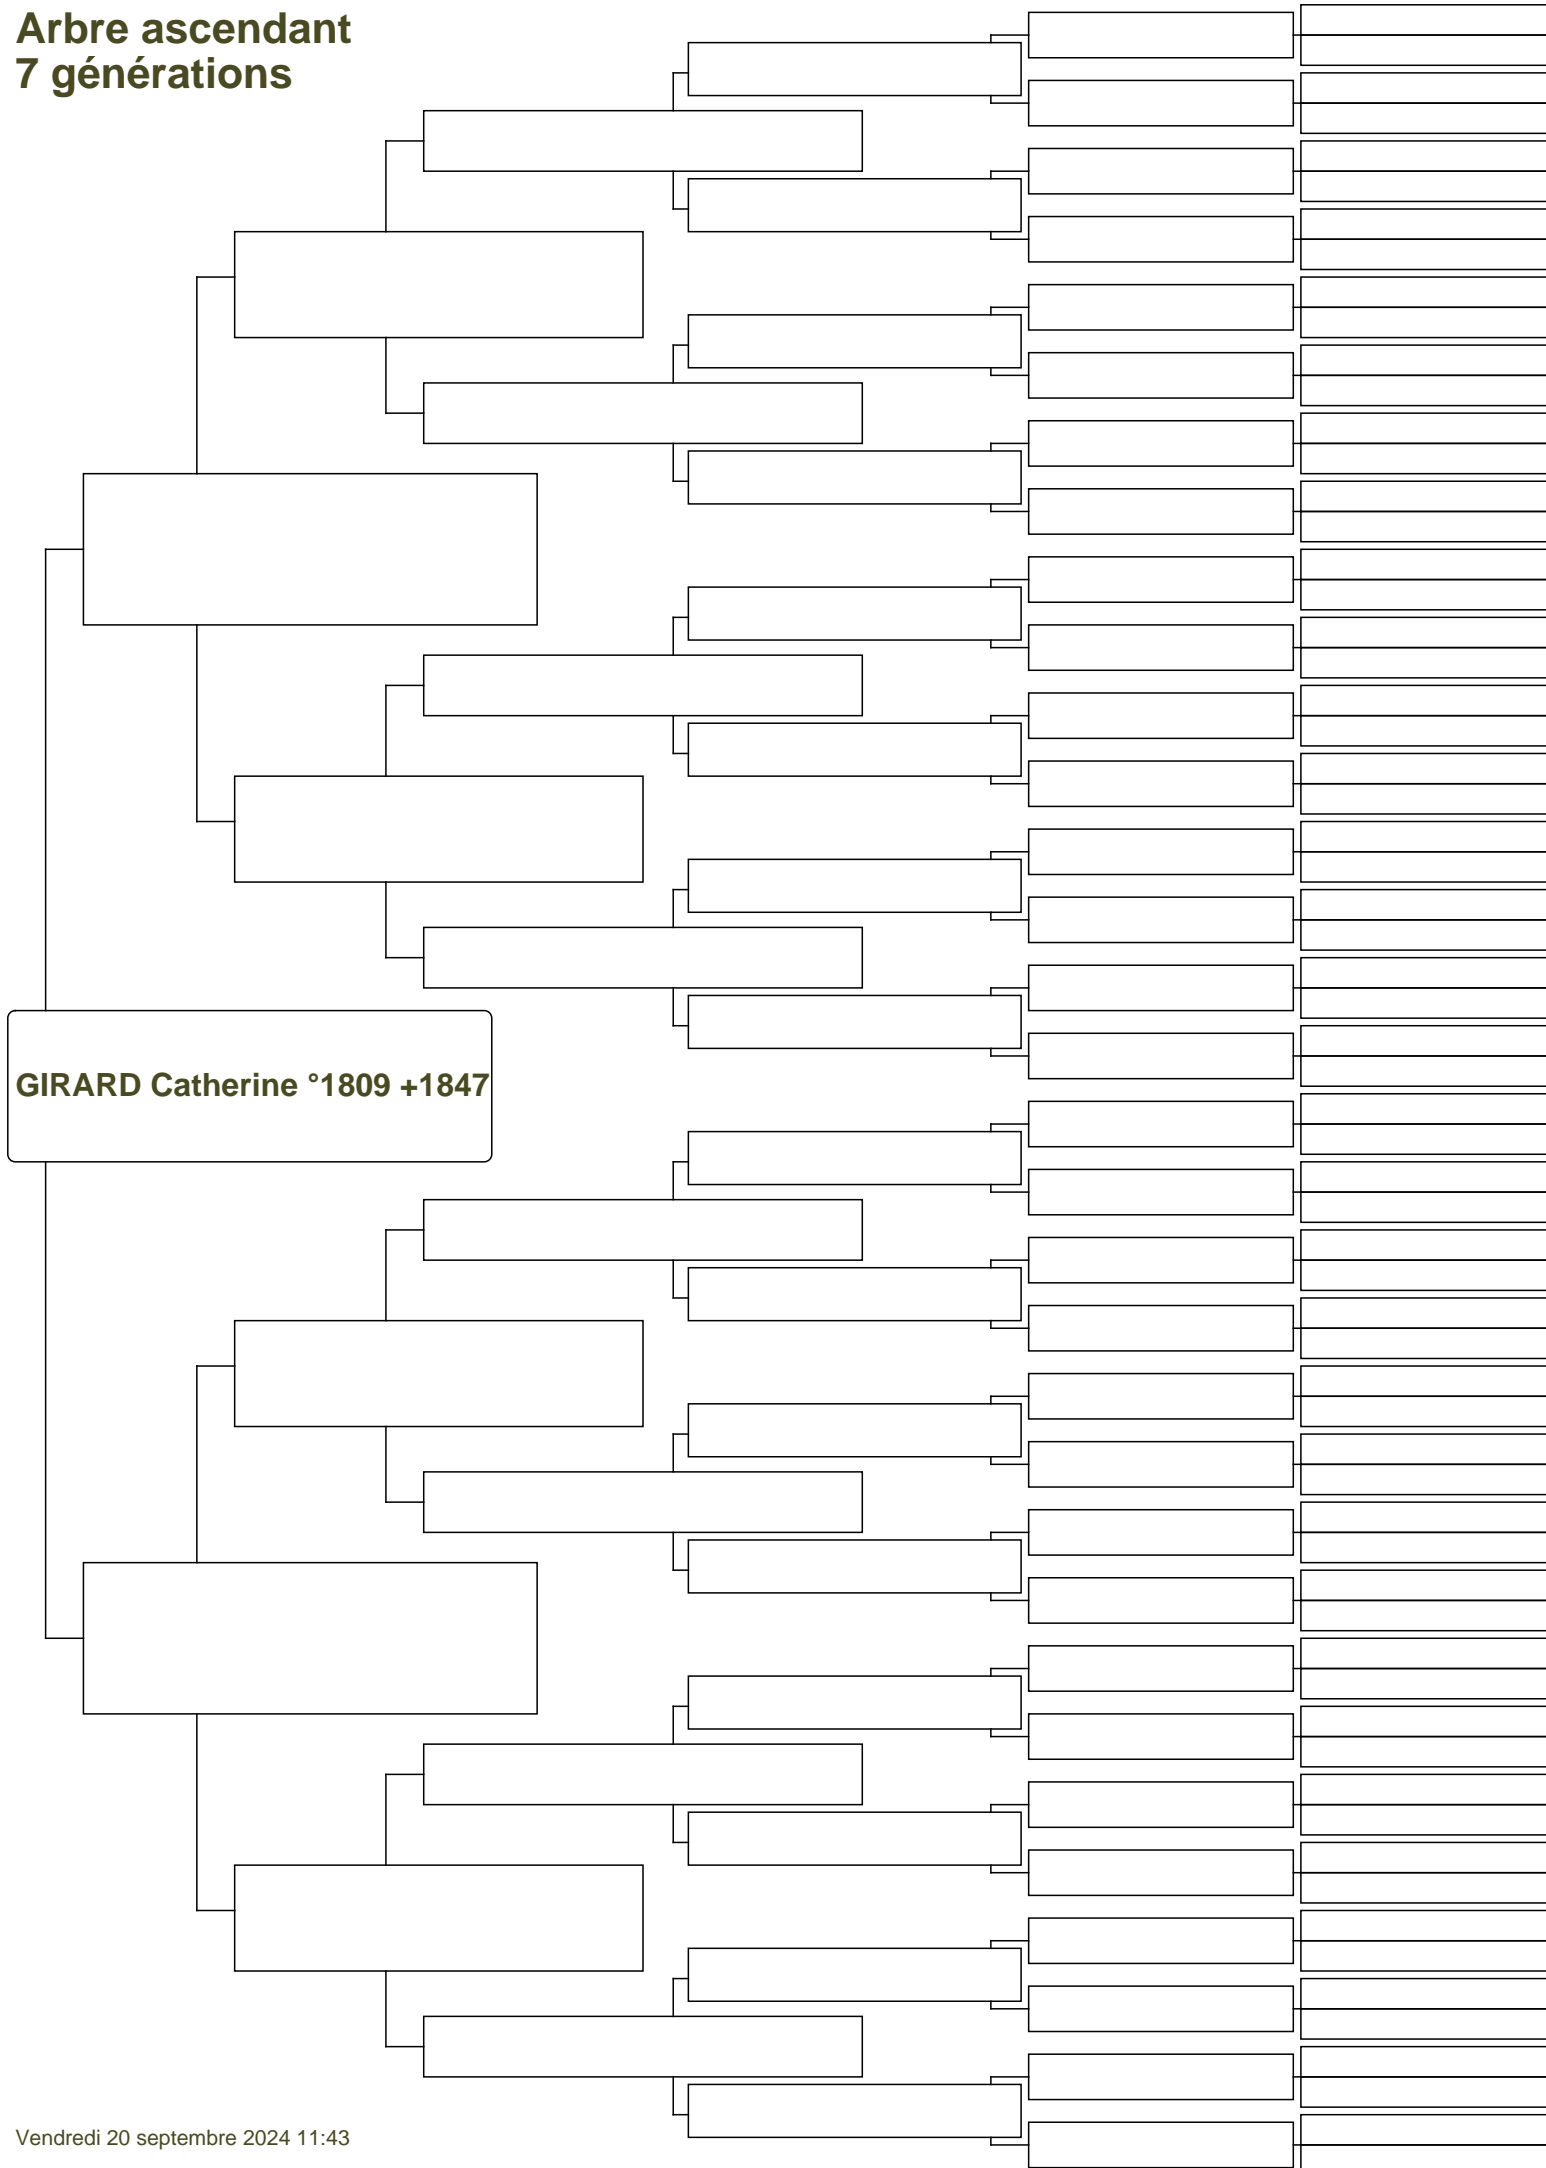 Arbre ascendant
7 générations
GIRARD Catherine °1809 +1847
Vendredi 20 septembre 2024 11:43